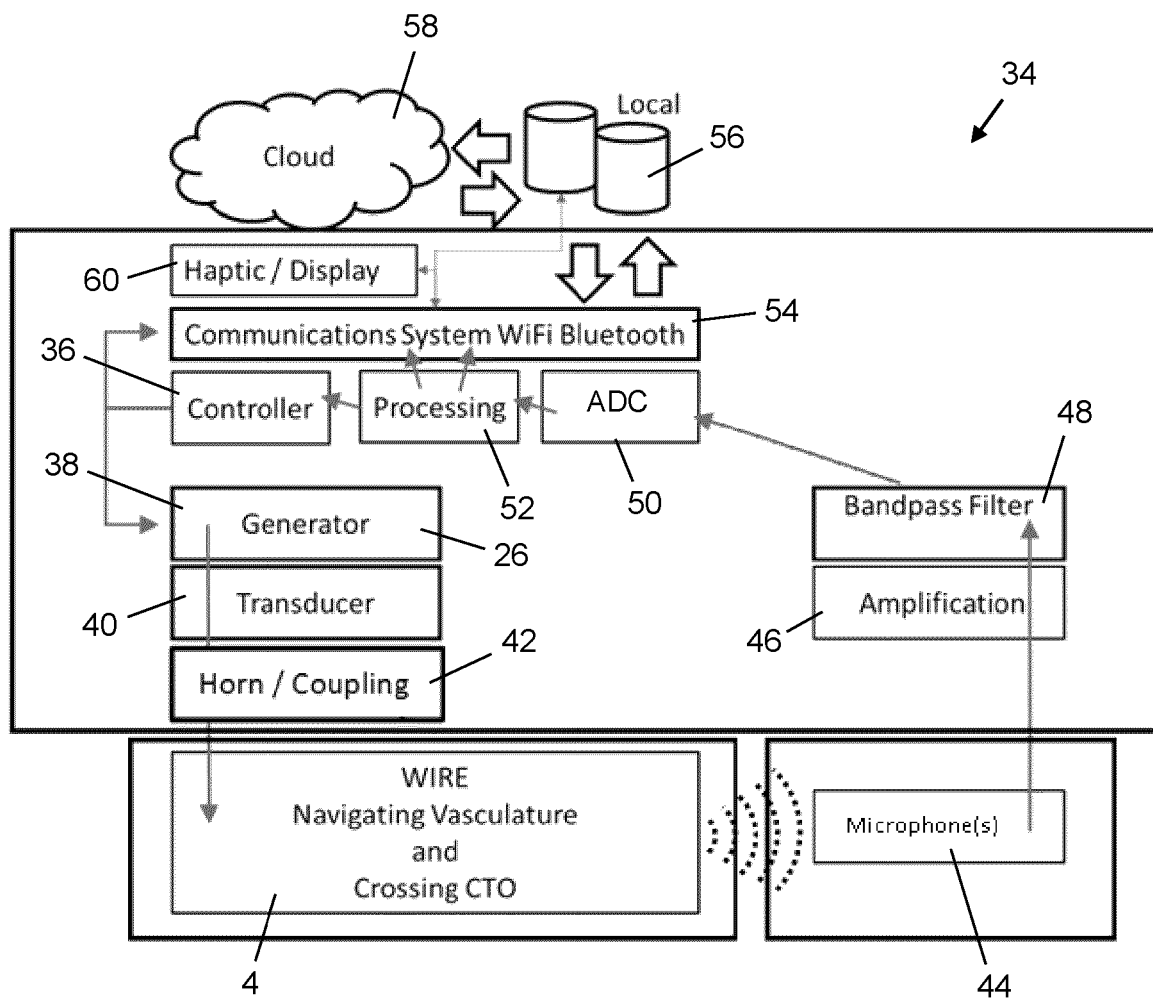 58
34
Local
Cloud
56
60
Haptic / Display
54
Communications System WiFi Bluetooth
36
Controller
Processing
ADC
48
38
52
50
Bandpass Filter
Generator
26
40
Transducer
46
Amplification
42
Horn / Coupling
WIRE
Navigating Vasculature
and
Crossing CTO
Microphone(s)
4
44